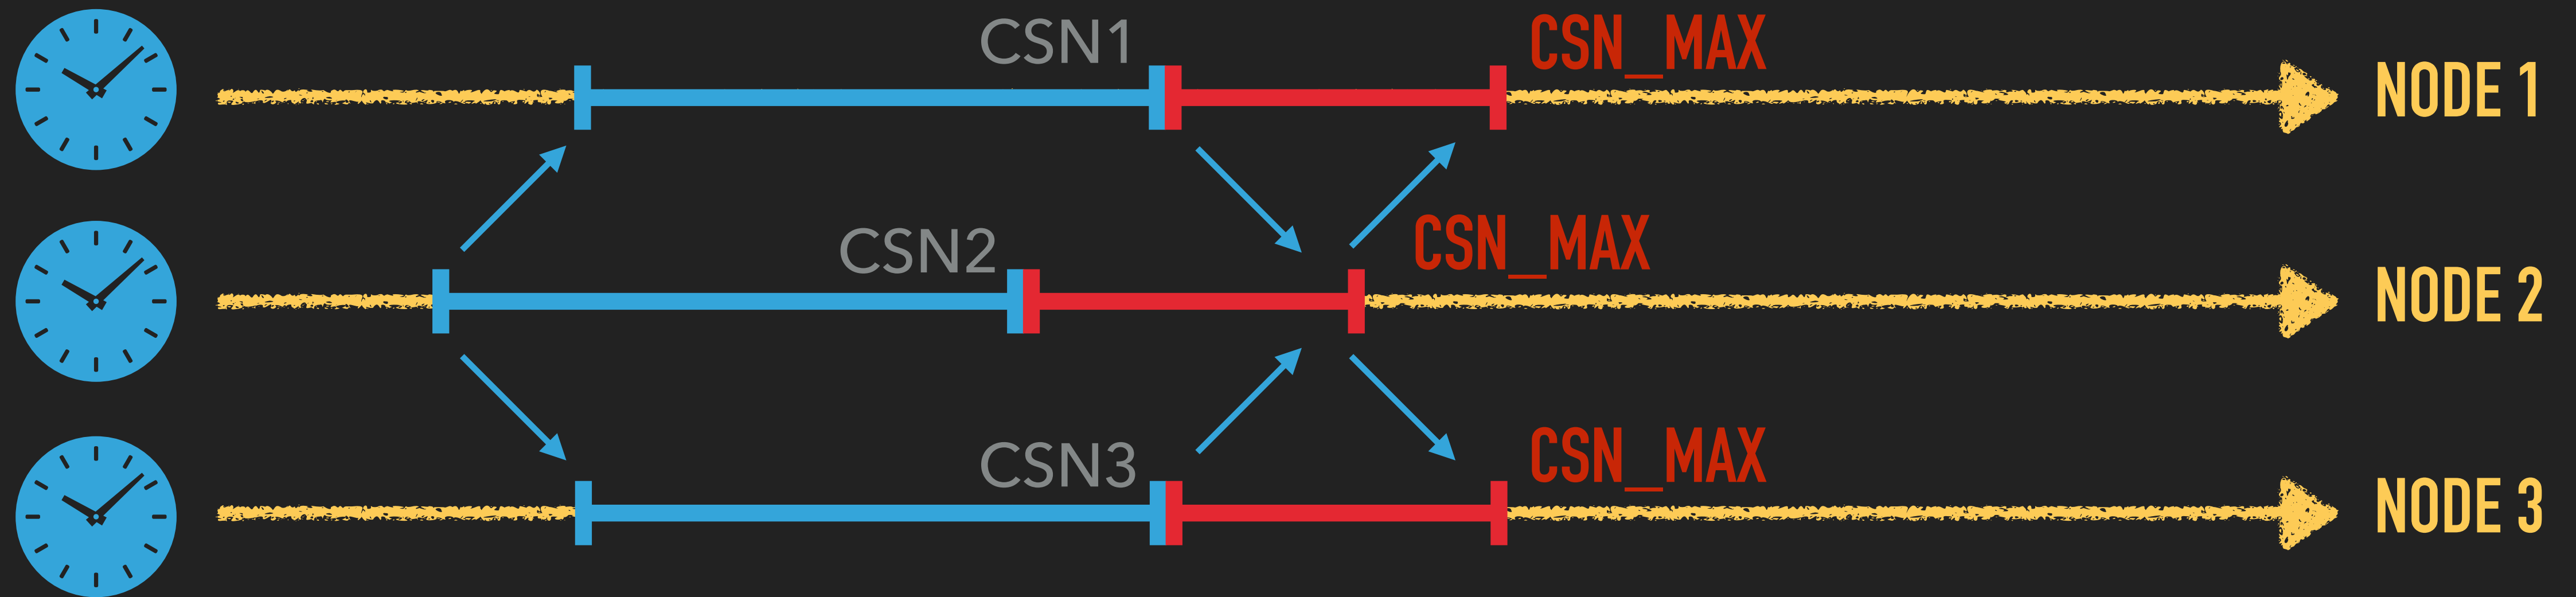 CSN1
CSN_MAX
NODE 1
CSN2
CSN_MAX
NODE 2
CSN3
CSN_MAX
NODE 3